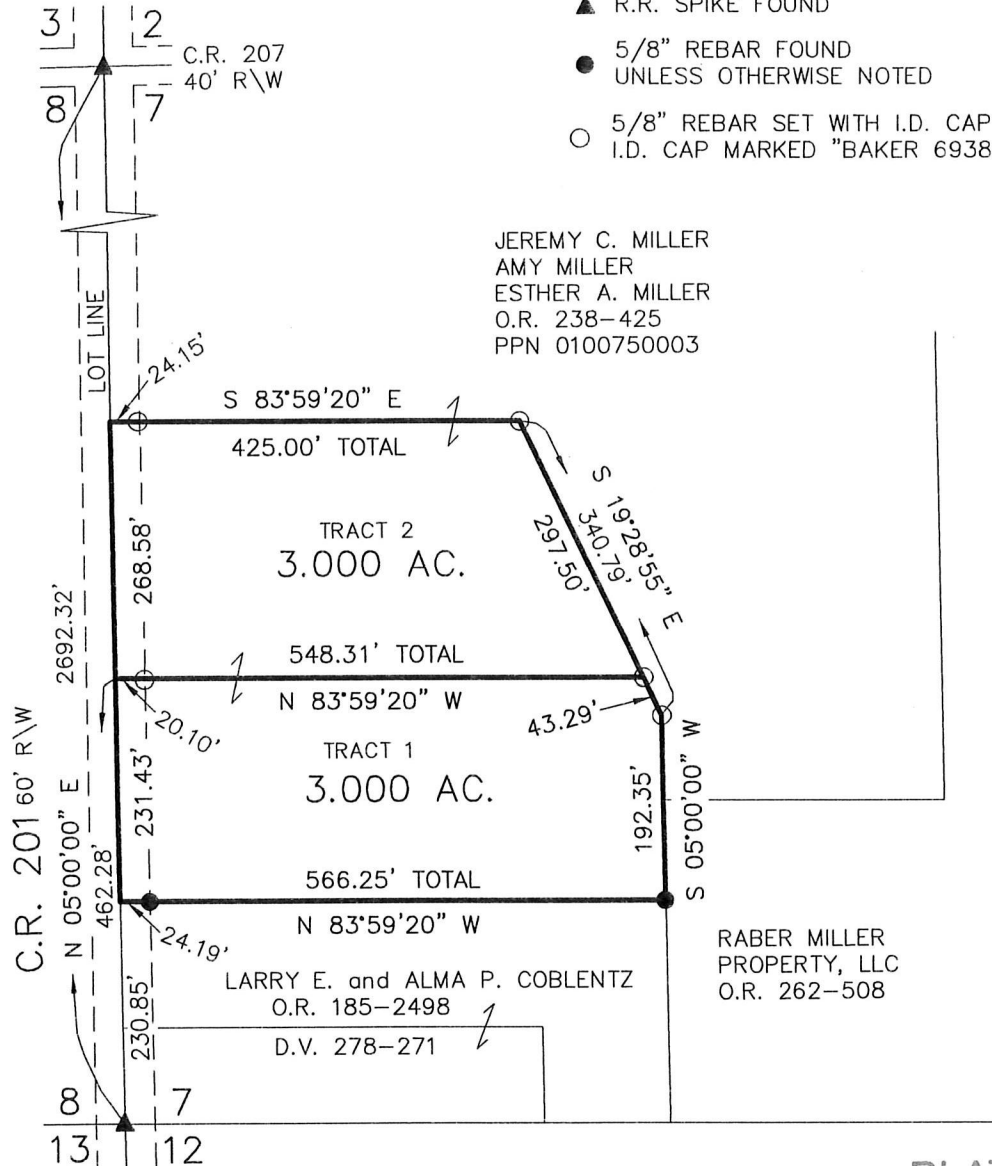 ▲ R.R. SPIKE FOUND
3 2
C.R. 207
40' R\W
8 7
● 5/8" REBAR FOUND
UNLESS OTHERWISE NOTED
○ 5/8" REBAR SET WITH I.D. CAP
I.D. CAP MARKED "BAKER 6938
JEREMY C. MILLER
AMY MILLER
ESTHER A. MILLER
O.R. 238-425
PPN 0100750003
LOT LINE
24.15'
S 83°59'20" E
425.00' TOTAL
S 19°28'55" E
340.79'
297.50'
TRACT 2
3.000 AC.
268.58'
2692.32'
548.31' TOTAL
N 83°59'20" W
20.10'
43.29'
TRACT 1
3.000 AC.
231.43'
192.35'
S 05°00'00" W
C.R. 201 60' R\W
N 05°00'00" E
462.28'
566.25' TOTAL
N 83°59'20" W
24.19'
RABER MILLER
PROPERTY, LLC
O.R. 262-508
LARRY E. and ALMA P. COBLENTZ
O.R. 185-2498
D.V. 278-271
230.85'
8 7
13 12